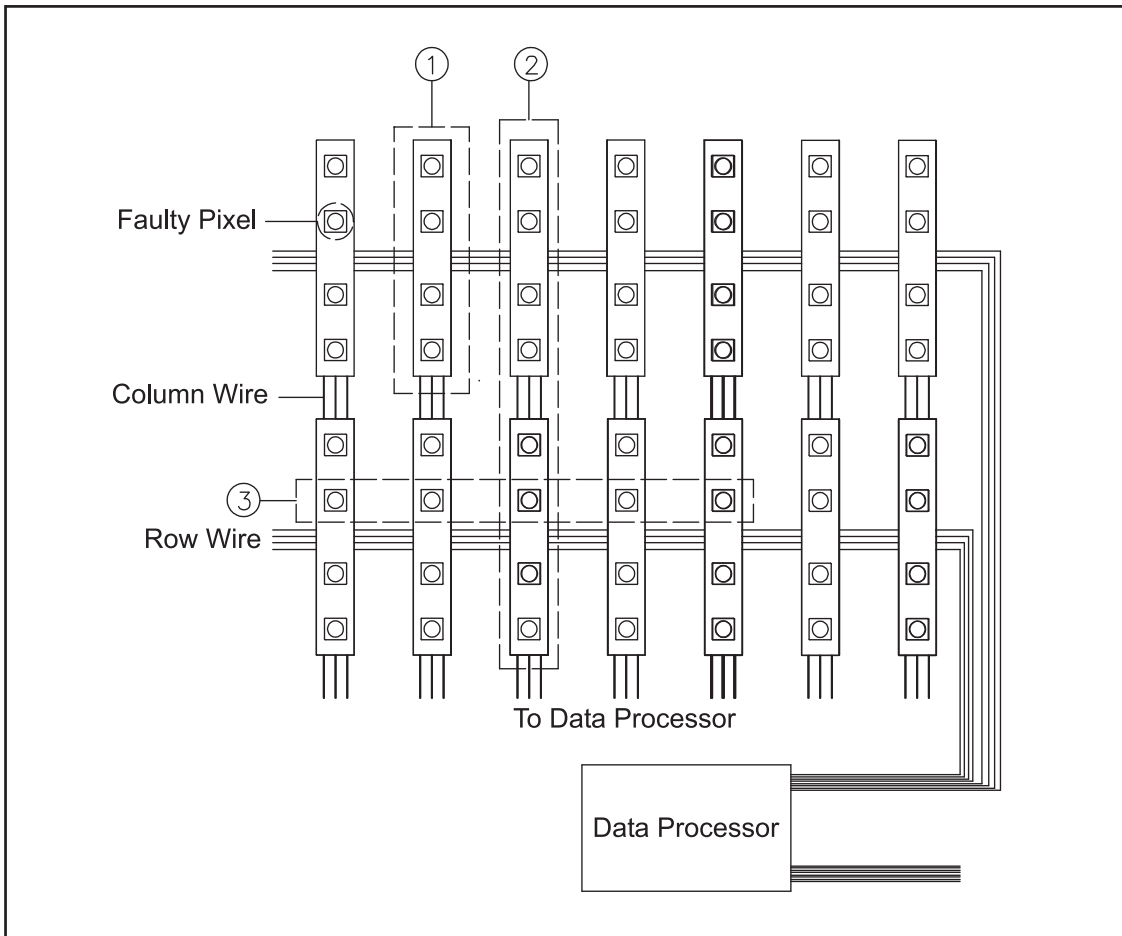 1
2
Faulty Pixel
Column Wire
3
Row Wire
To Data Processor
Data Processor